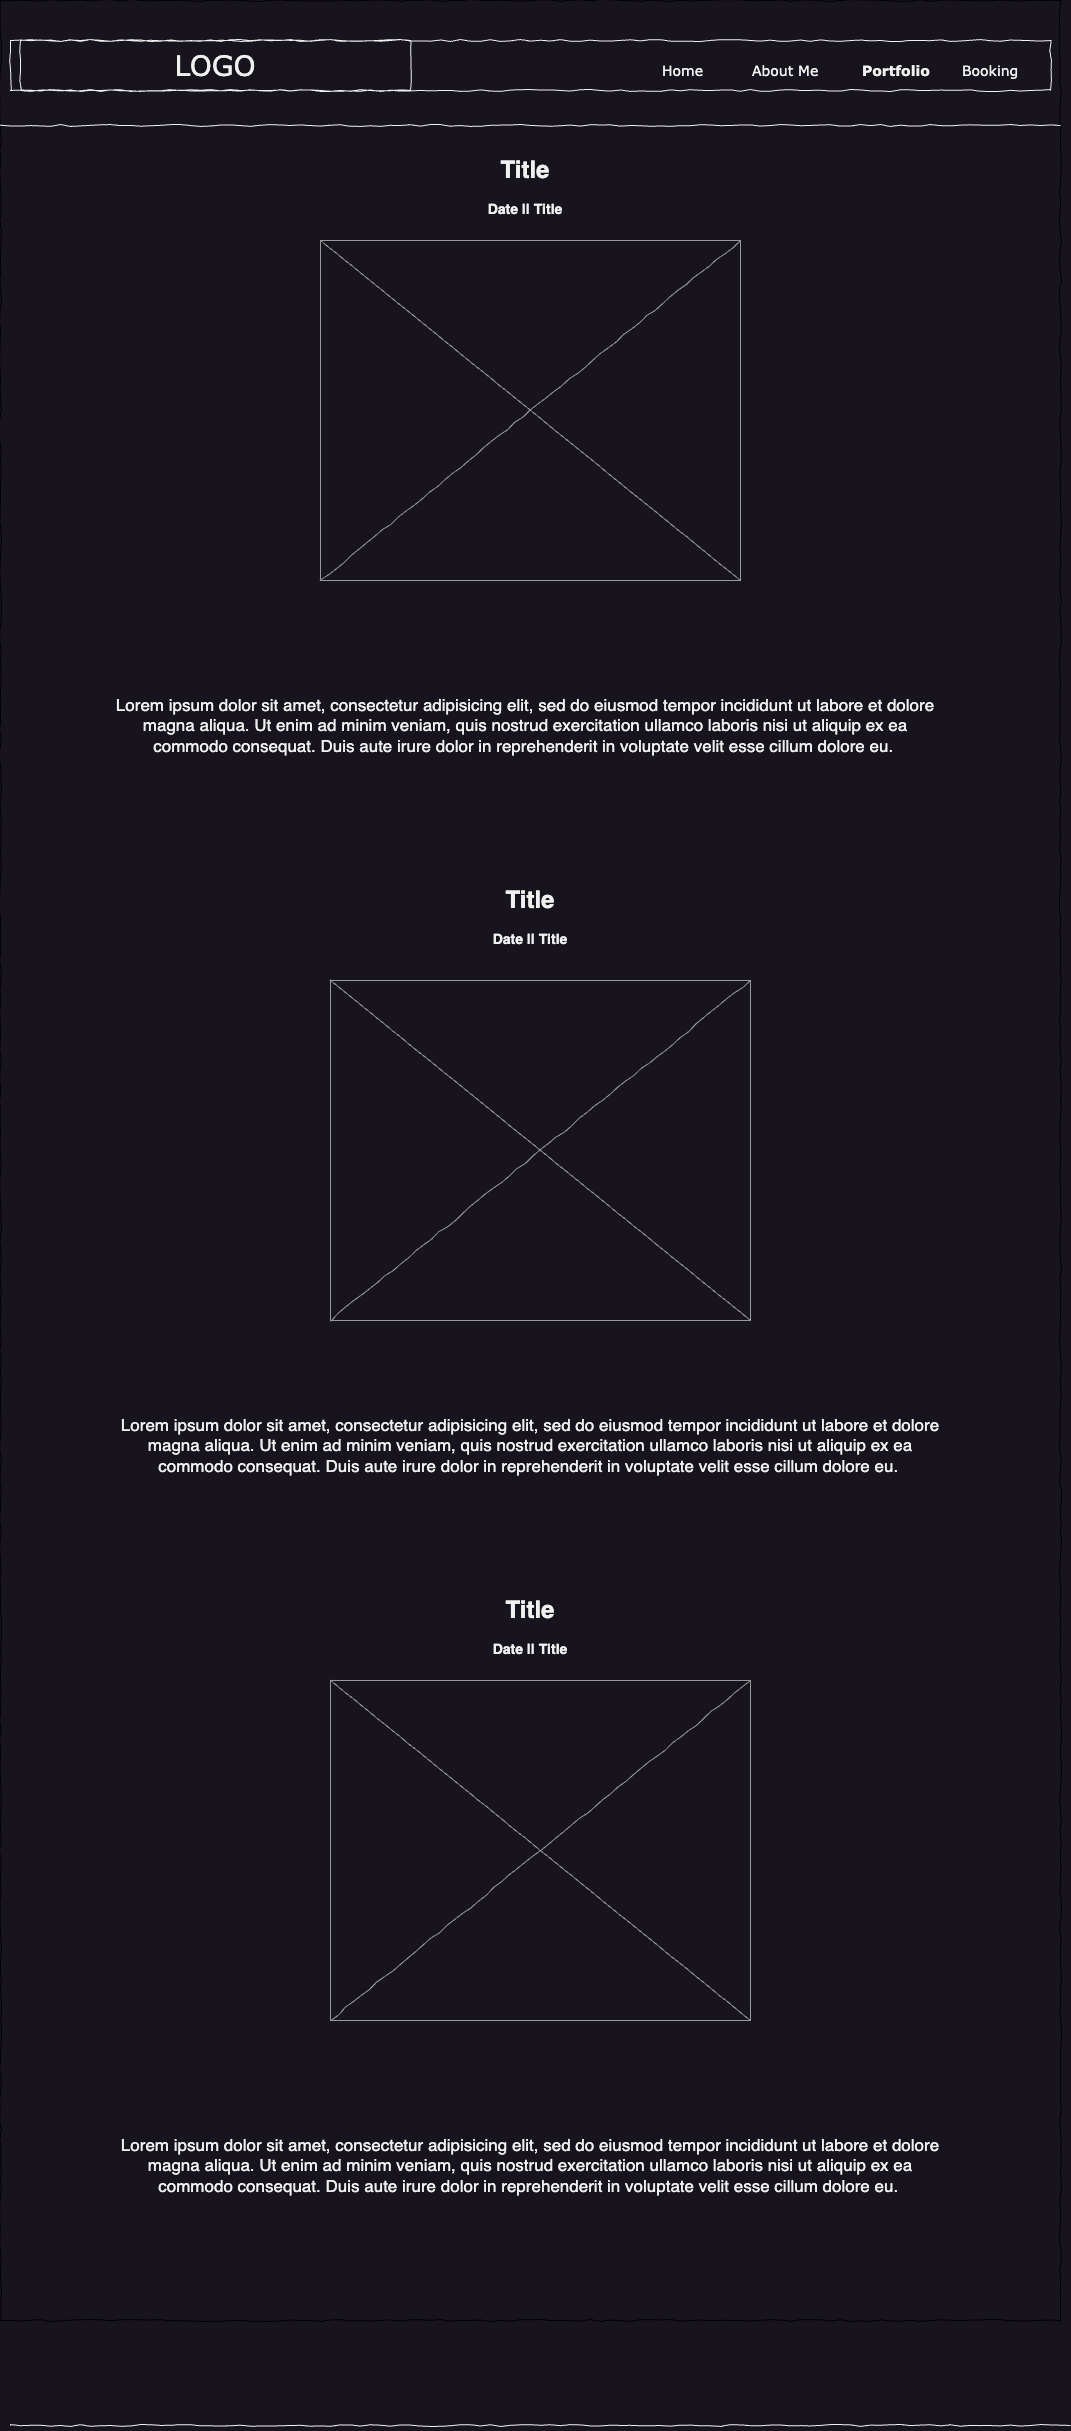 LOGO
Home About Me Portfolio Booking
Title
Date II Title
Lorem ipsum dolor sit amet, consectetur adipisicing elit, sed do eiusmod tempor incididunt ut labore et dolore
magna aliqua. Ut enim ad minim veniam, quis nostrud exercitation ullamco laboris nisi ut aliquip ex ea
commodo consequat. Duis aute irure dolor in reprehenderit in voluptate velit esse cillum dolore eu.
Title
Date II Title
Lorem ipsum dolor sit amet, consectetur adipisicing elit, sed do eiusmod tempor incididunt ut labore et dolore
magna aliqua. Ut enim ad minim veniam, quis nostrud exercitation ullamco laboris nisi ut aliquip ex ea
commodo consequat. Duis aute irure dolor in reprehenderit in voluptate velit esse cillum dolore eu.
Title
Date II Title
Lorem ipsum dolor sit amet, consectetur adipisicing elit, sed do eiusmod tempor incididunt ut labore et dolore
magna aliqua. Ut enim ad minim veniam, quis nostrud exercitation ullamco laboris nisi ut aliquip ex ea
commodo consequat. Duis aute irure dolor in reprehenderit in voluptate velit esse cillum dolore eu.